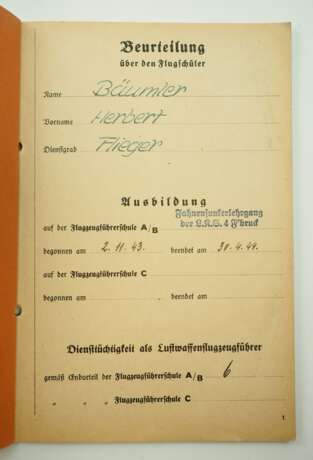 Beurteilung
über den Flugschüler
Name Bäumler
Vorname Herbert
Dienstgrad Flieger
Ausbildung
Fahnenjunkerlehrgang
auf der Flugzeugführerschule A/B der L.K.S. 4 F'bruck
begonnen am 2. 11. 43. beendet am 30. 4. 44.
auf der Flugzeugführerschule C
begonnen am beendet am
Diensttüchtigkeit als Luftwaffenflugzeugführer
gemäß Endurteil der Flugzeugführerschule A/B 6
" " " Flugzeugführerschule C
1